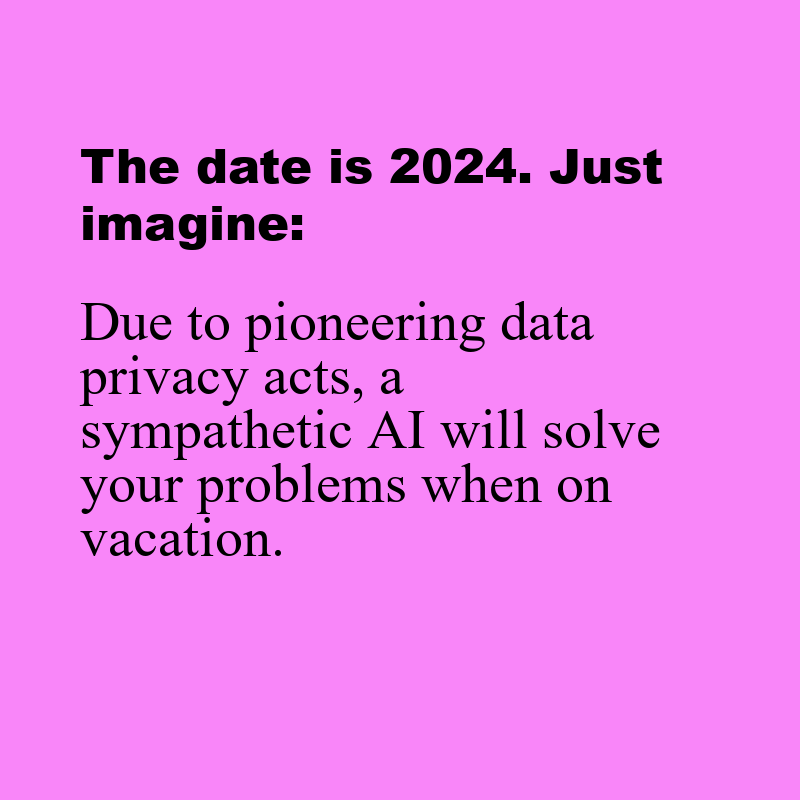 The date is 2024. Just
imagine:
Due to pioneering data
privacy acts, a
sympathetic AI will solve
your problems when on
vacation.